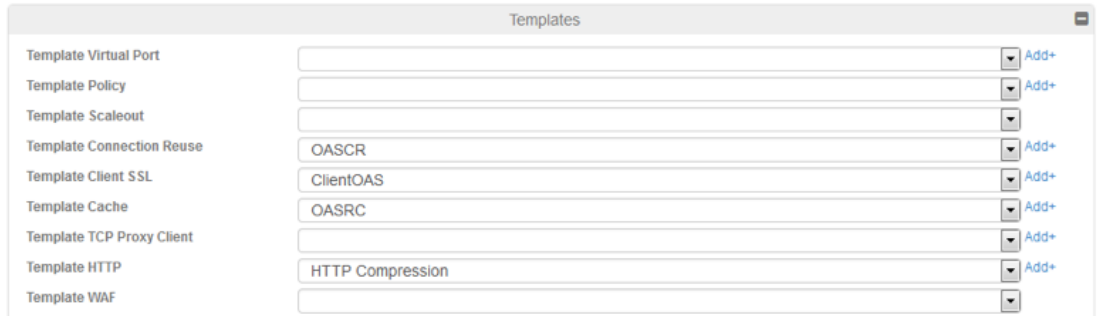 Templates
Template Virtual Port Add+
Template Policy Add+
Template Scaleout
Template Connection Reuse OASCR Add+
Template Client SSL ClientOAS Add+
Template Cache OASRC Add+
Template TCP Proxy Client Add+
Template HTTP HTTP Compression Add+
Template WAF